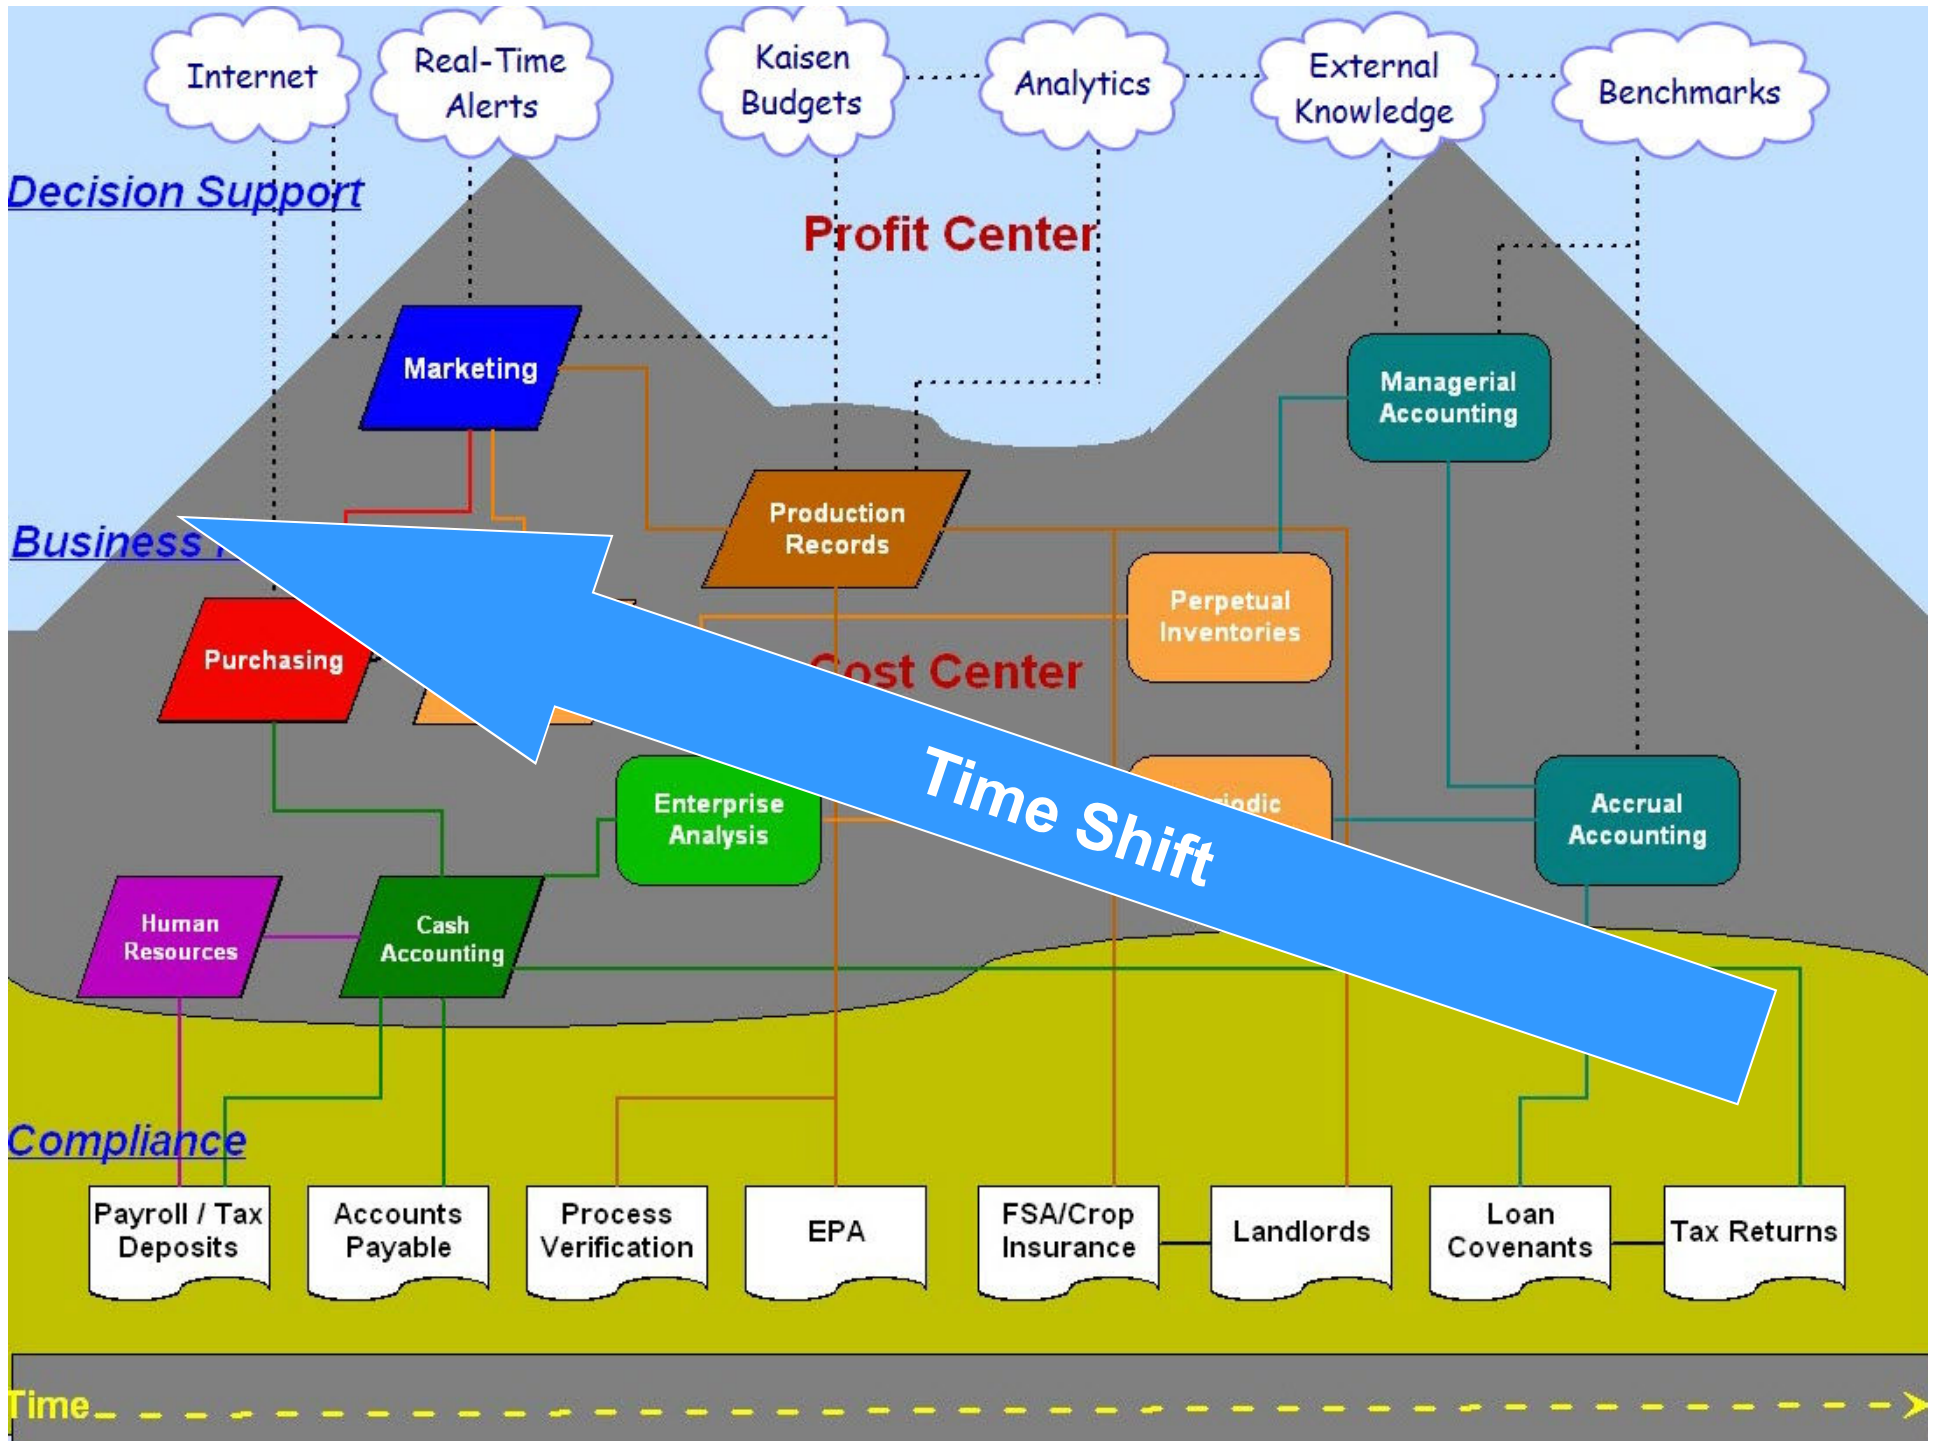 Internet
Real-Time
Alerts
Kaisen
Budgets
Analytics
External
Knowledge
Benchmarks
Decision Support
Profit Center
Marketing
Managerial
Accounting
Production
Records
Business
Perpetual
Inventories
Purchasing
Cost Center
Time Shift
Enterprise
Analysis
Accrual
Accounting
Human
Resources
Cash
Accounting
Compliance
Payroll / Tax
Deposits
Accounts
Payable
Process
Verification
EPA
FSA/Crop
Insurance
Landlords
Loan
Covenants
Tax Returns
Time